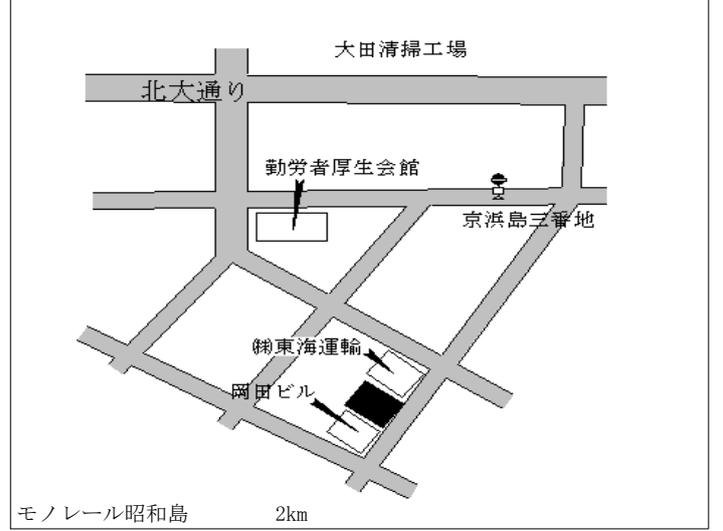 大田清掃工場
北大通り
勤労者厚生会館
京浜島三番地
㈱東海運輸
岡田ビル
モノレール昭和島 2km